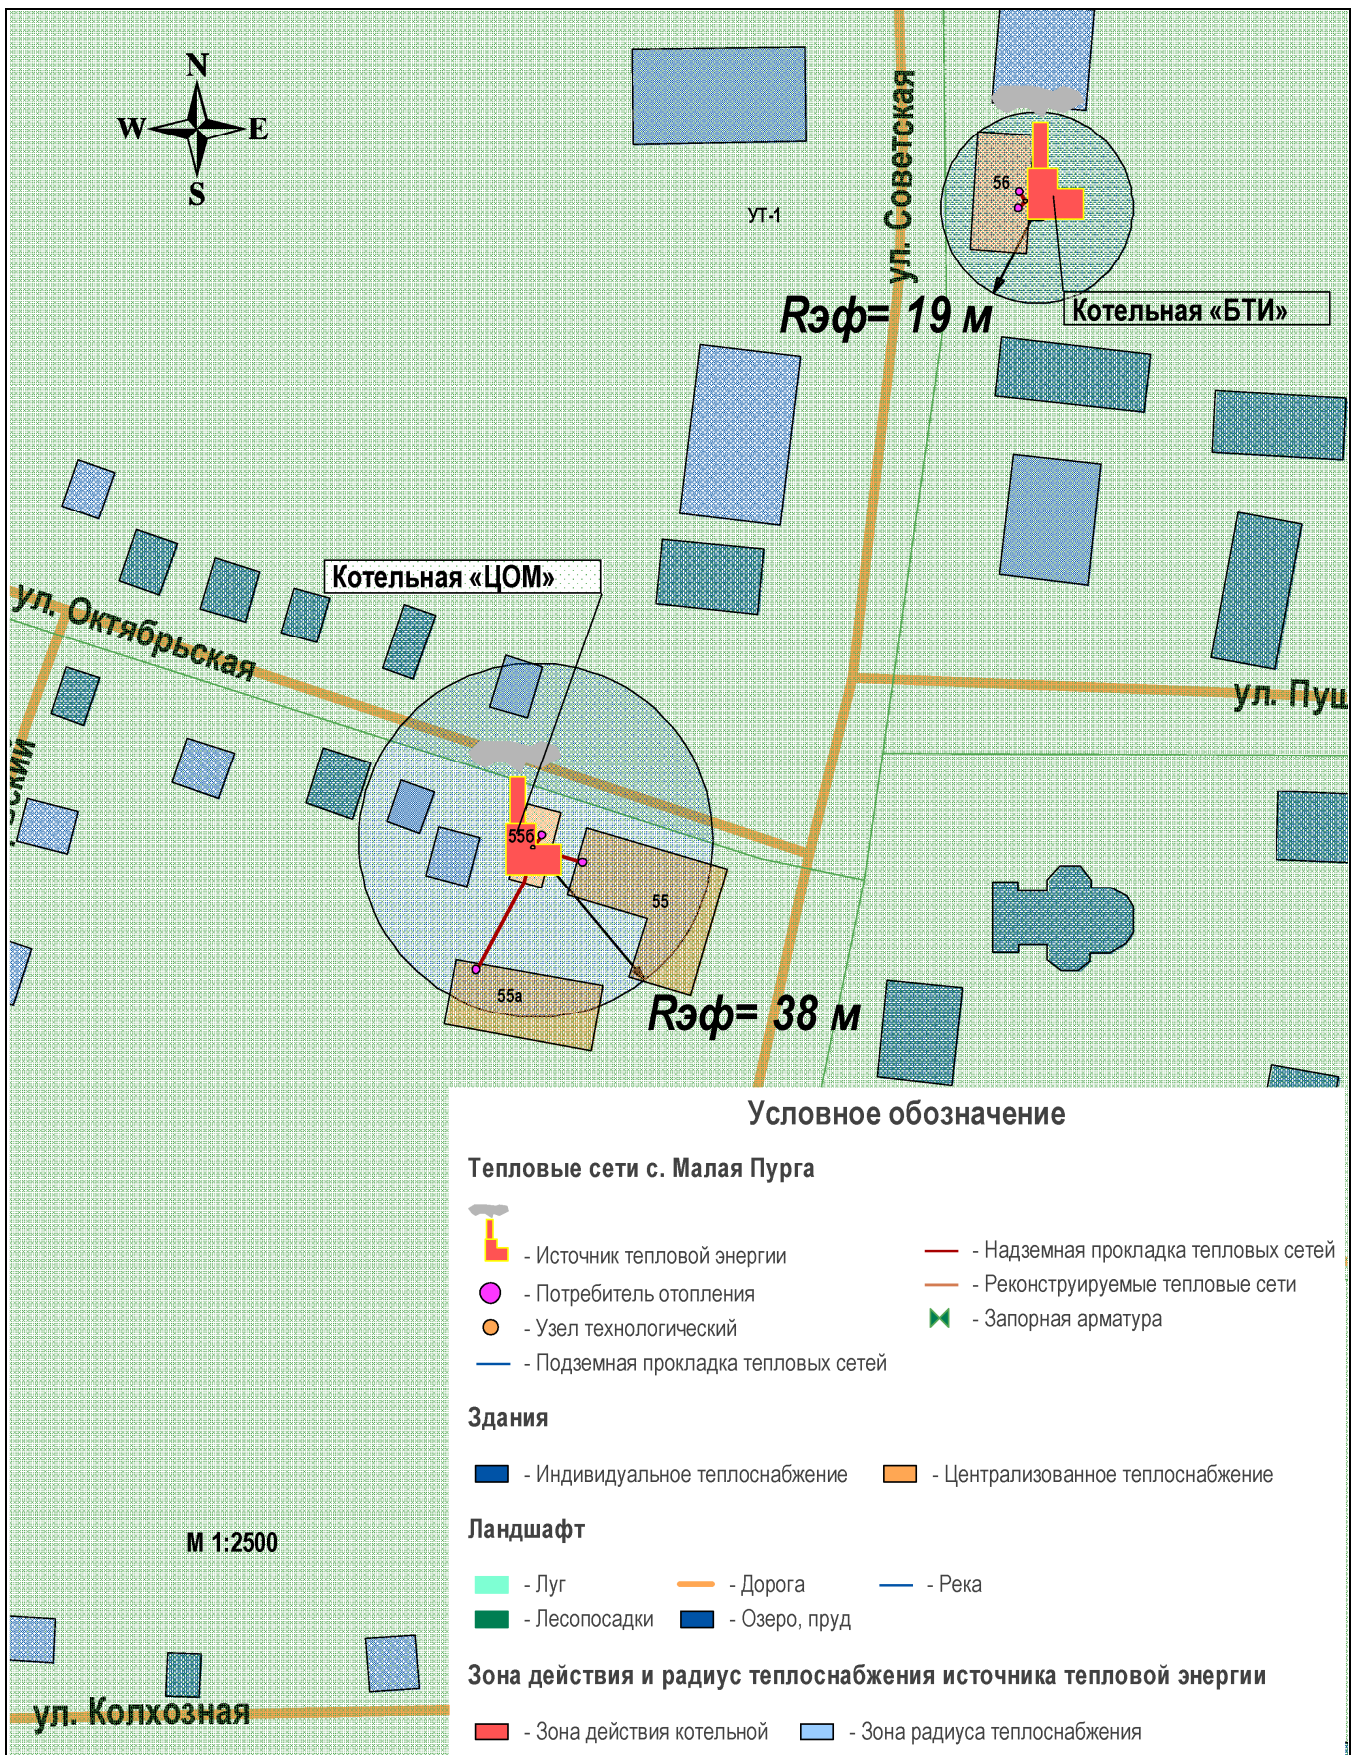 N
W
E
S
ул. Советская
56
УТ-1
Rэф= 19 м
Котельная «БТИ»
Котельная «ЦОМ»
ул. Октябрьская
ул. Пуш
ский
55б
55
55а
Rэф= 38 м
Условное обозначение
Тепловые сети с. Малая Пурга
- Источник тепловой энергии
- Надземная прокладка тепловых сетей
- Потребитель отопления
- Реконструируемые тепловые сети
- Узел технологический
- Запорная арматура
- Подземная прокладка тепловых сетей
Здания
- Индивидуальное теплоснабжение
- Централизованное теплоснабжение
Ландшафт
М 1:2500
- Луг
- Дорога
- Река
- Лесопосадки
- Озеро, пруд
Зона действия и радиус теплоснабжения источника тепловой энергии
ул. Колхозная
- Зона действия котельной
- Зона радиуса теплоснабжения